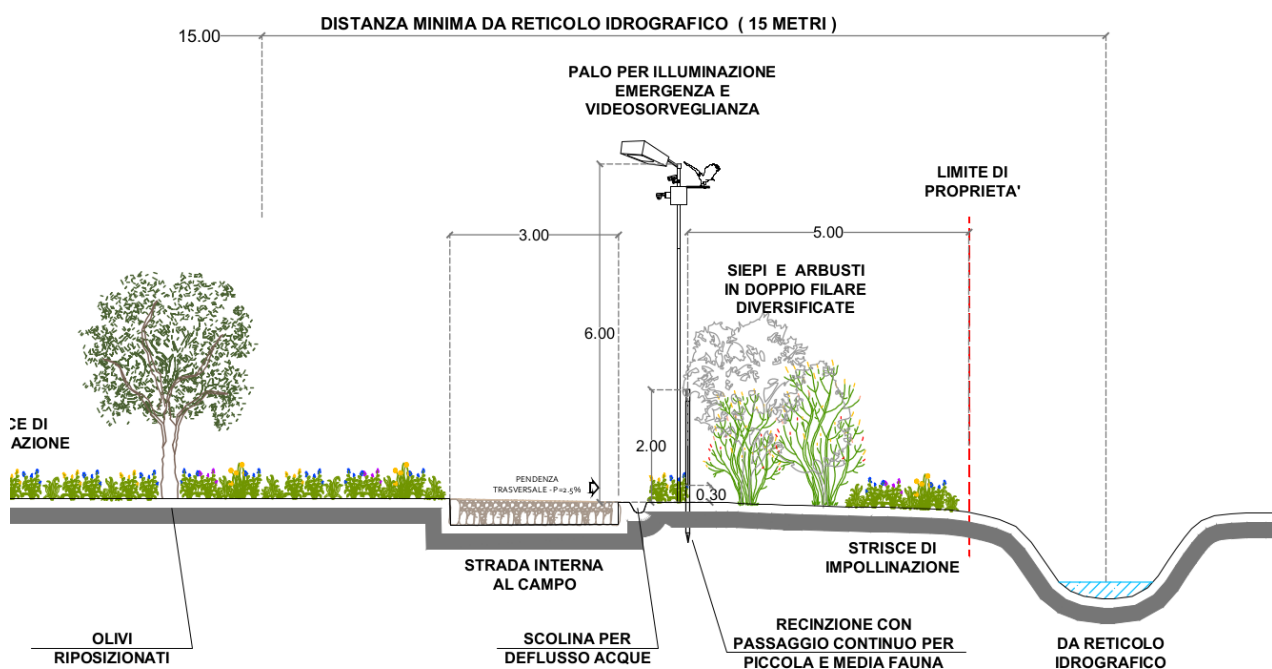 DISTANZA MINIMA DA RETICOLO IDROGRAFICO ( 15 METRI )
15.00
PALO PER ILLUMINAZIONE
EMERGENZA E
VIDEOSORVEGLIANZA
LIMITE DI
PROPRIETA'
3.00
5.00
SIEPI E ARBUSTI
IN DOPPIO FILARE
DIVERSIFICATE
6.00
CE DI
AZIONE
2.00
PENDENZA
TRASVERSALE - P=2.5%
0.30
STRADA INTERNA
AL CAMPO
STRISCE DI
IMPOLLINAZIONE
OLIVI
RIPOSIZIONATI
SCOLINA PER
DEFLUSSO ACQUE
RECINZIONE CON
PASSAGGIO CONTINUO PER
PICCOLA E MEDIA FAUNA
DA RETICOLO
IDROGRAFICO